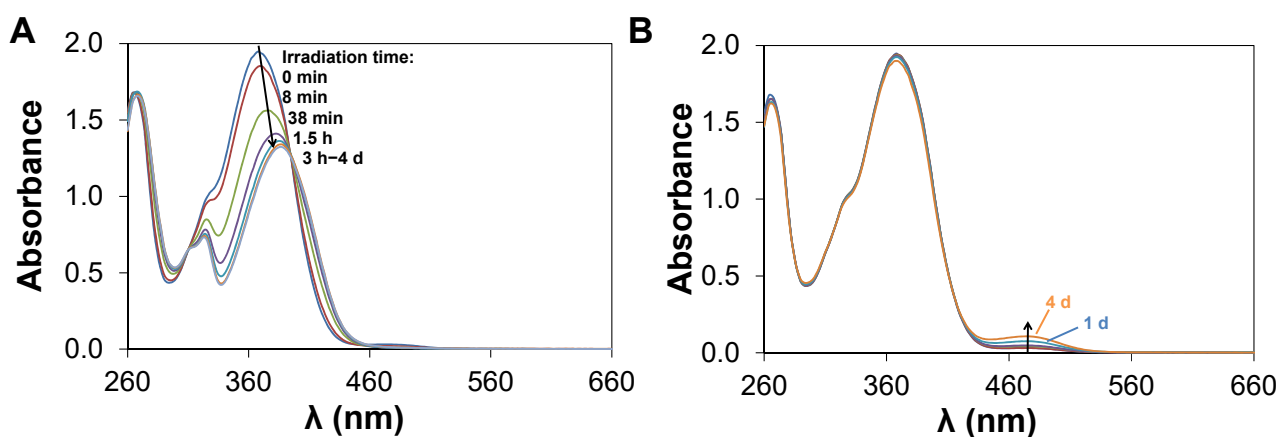 A
Absorbance
2.0
1.5
1.0
0.5
0.0
Irradiation time:
0 min
8 min
38 min
1.5 h
3 h–4 d
260
360
460
560
660
λ (nm)
B
Absorbance
2.0
1.5
1.0
0.5
0.0
4 d
1 d
260
360
460
560
660
λ (nm)